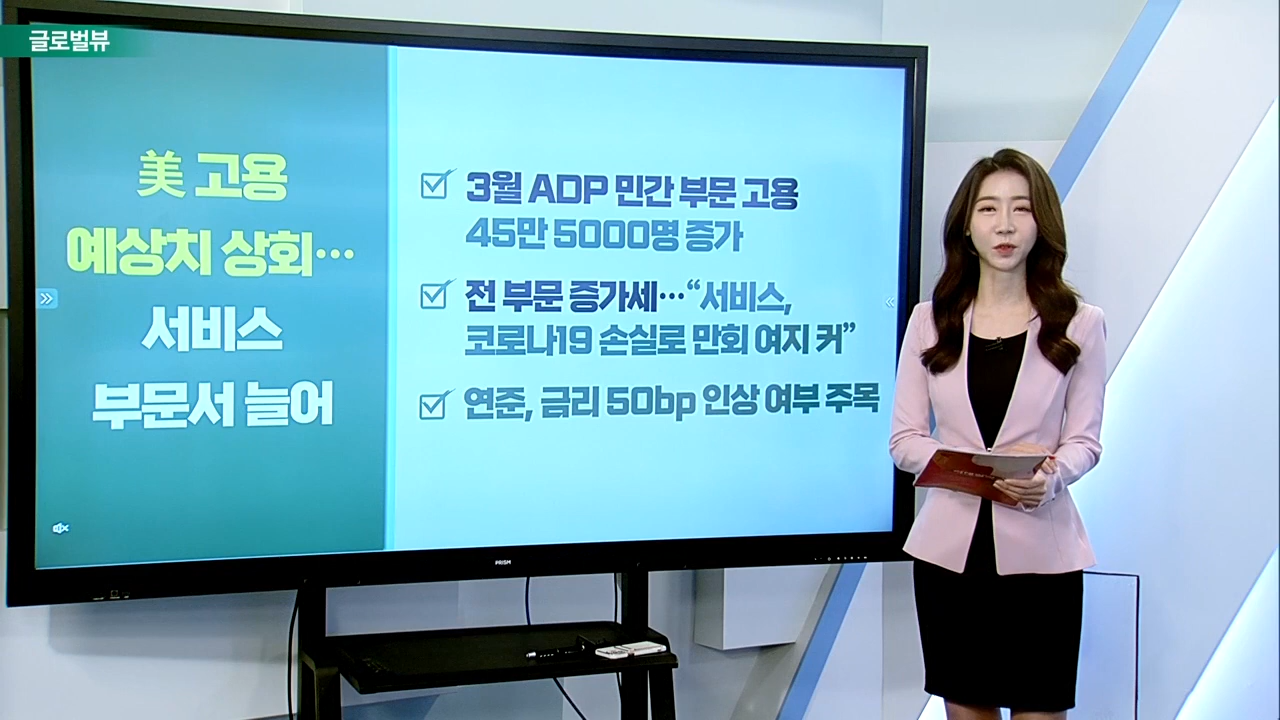 글로벌뷰
美 고용
예상치 상회…
서비스
부문서 늘어
3월 ADP 민간 부문 고용
45만 5000명 증가
전 부문 증가세…“서비스,
코로나19 손실로 만회 여지 커”
연준, 금리 50bp 인상 여부 주목
PRISM